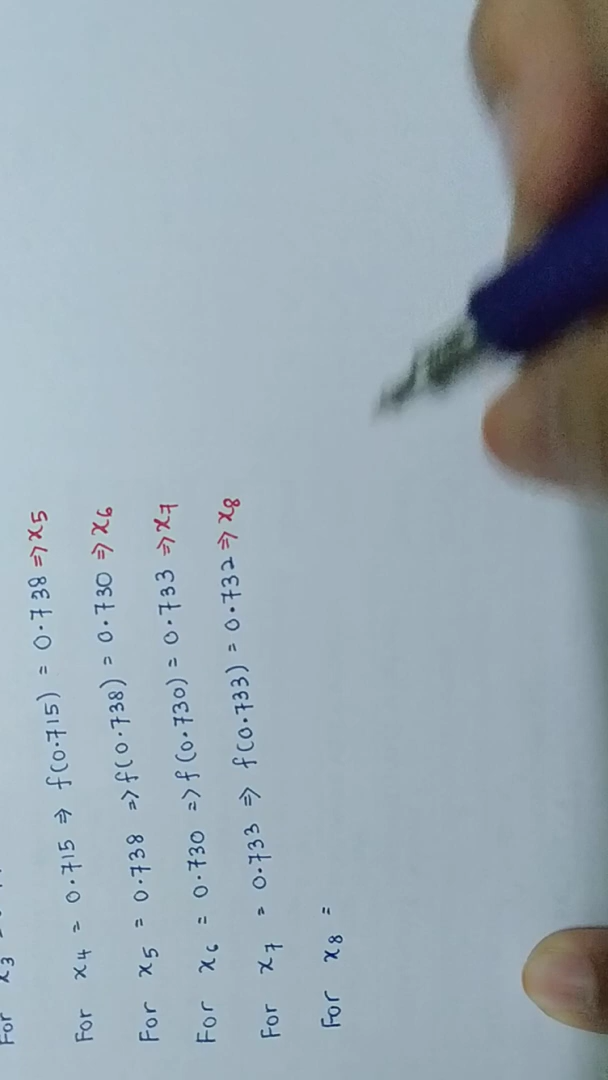 For x3
For x4 = 0.715 ⇒ f(0.715) = 0.738 ⇒ x5
For x5 = 0.738 ⇒ f(0.738) = 0.730 ⇒ x6
For x6 = 0.730 ⇒ f(0.730) = 0.733 ⇒ x7
For x7 = 0.733 ⇒ f(0.733) = 0.732 ⇒ x8
For x8 =